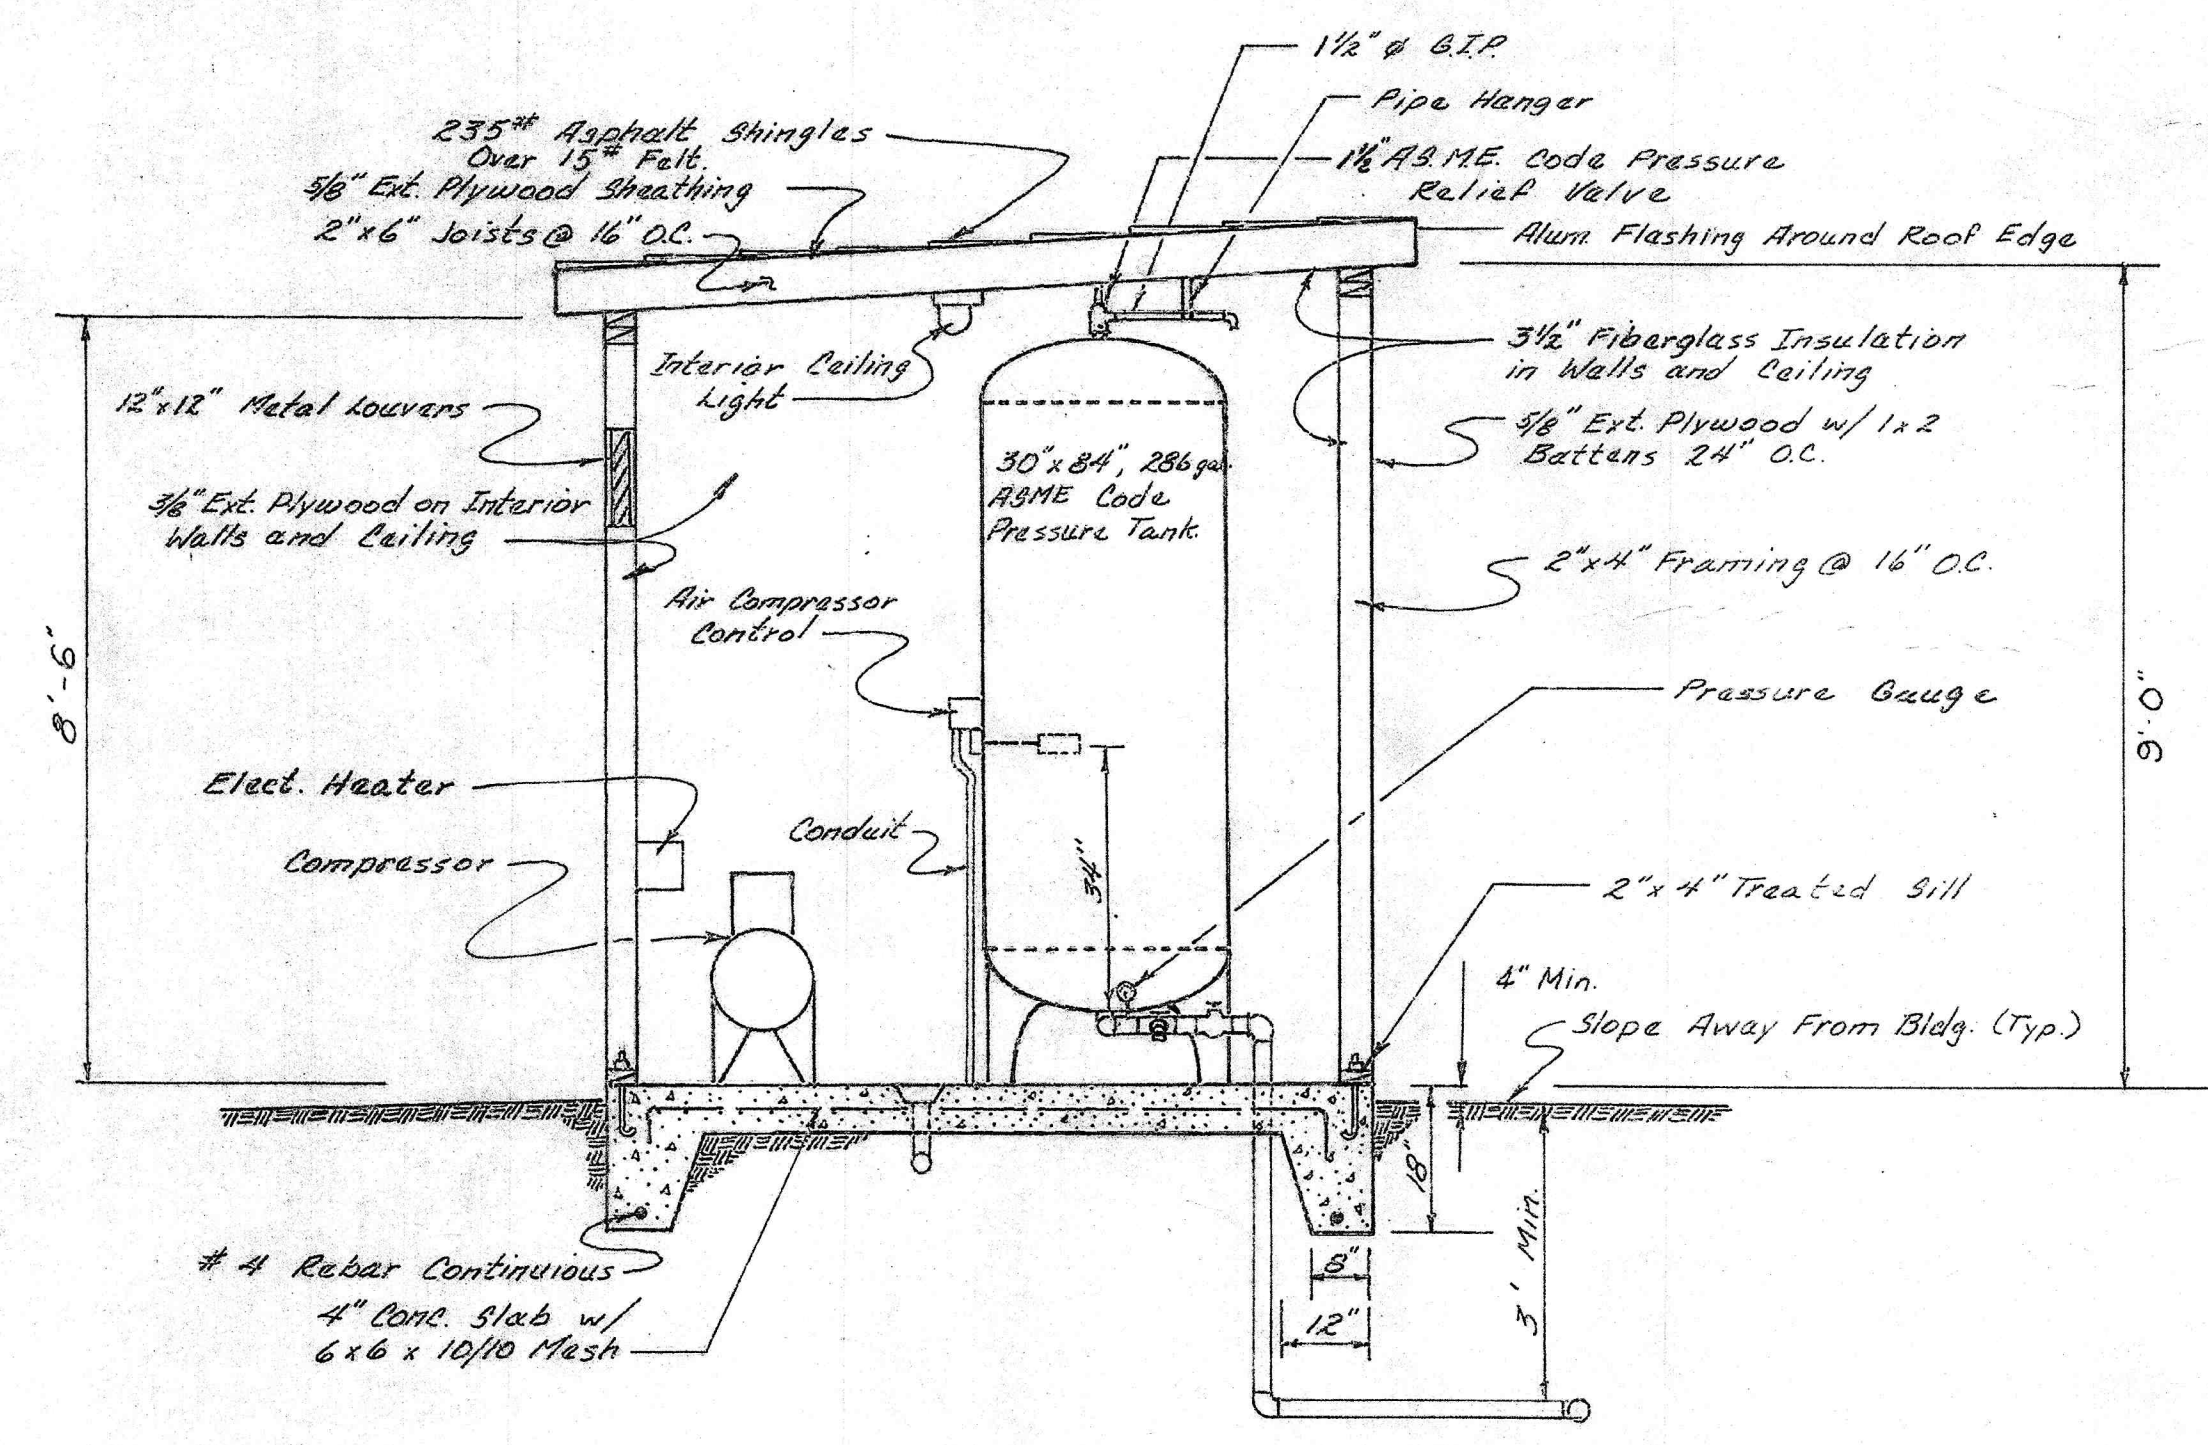 1½" ø G.I.P.
Pipe Hanger
1½" A.S.M.E. Code Pressure
Relief Valve
Alum. Flashing Around Roof Edge
235# Asphalt Shingles
Over 15# Felt.
5/8" Ext. Plywood Sheathing
2"x6" Joists @ 16" O.C.
3½" Fiberglass Insulation
in Walls and Ceiling
5/8" Ext. Plywood w/ 1x2
Battens 24" O.C.
Interior Ceiling
Light
12"x12" Metal Louvers
3/8" Ext. Plywood on Interior
Walls and Ceiling
30"x84", 286 gal.
ASME Code
Pressure Tank.
2"x4" Framing @ 16" O.C.
Air Compressor
Control
8'-6"
9'-0"
Pressure Gauge
Elect. Heater
Compressor
Conduit
34"
2"x4" Treated Sill
4" Min.
Slope Away From Bldg. (Typ.)
18"
3' Min.
8"
12"
# 4 Rebar Continuious
4" Conc. Slab w/
6x6 x 10/10 Mesh